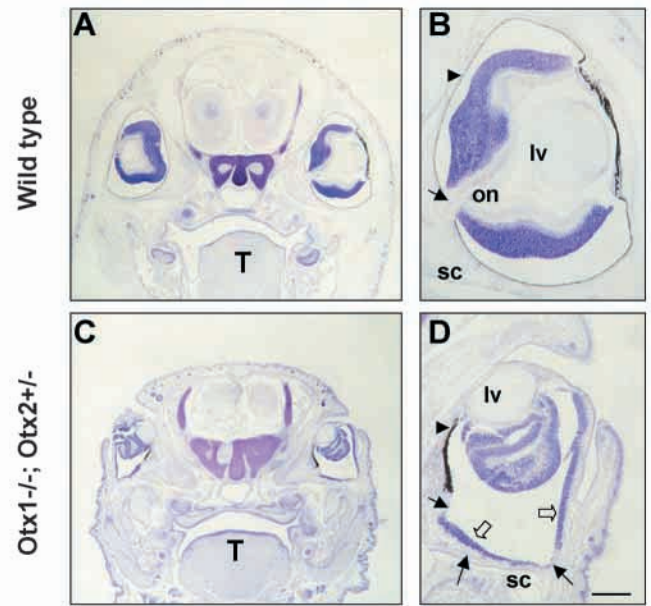 Wild type
A
T
B
lv
on
sc
Otx1-/-; Otx2+/-
C
T
D
lv
sc